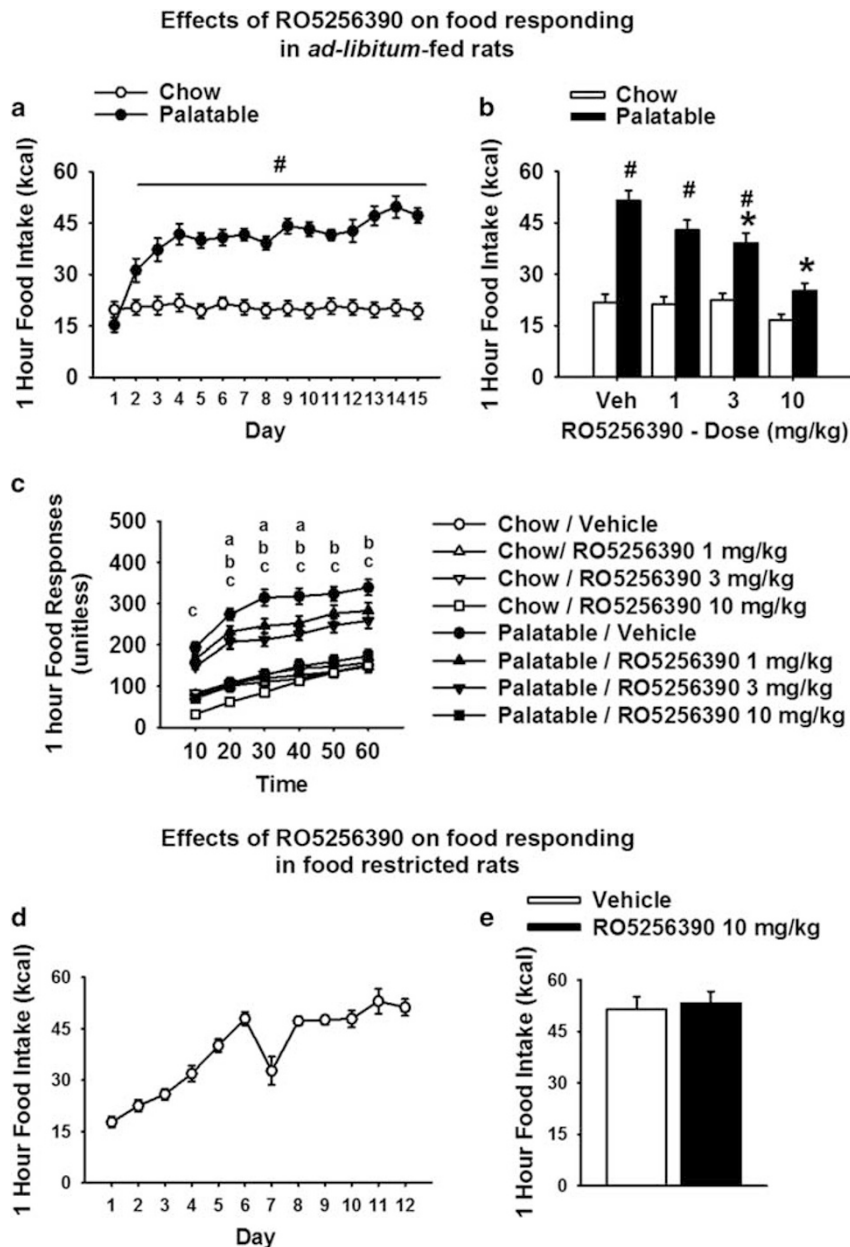 Effects of RO5256390 on food responding
in ad-libitum-fed rats
a
Chow
Palatable
1 Hour Food Intake (kcal)
60
45
30
15
0
#
1 2 3 4 5 6 7 8 9 10 11 12 13 14 15
Day
b
Chow
Palatable
1 Hour Food Intake (kcal)
60
45
30
15
0
#
#
#
*
*
Veh 1 3 10
RO5256390 - Dose (mg/kg)
c
1 hour Food Responses
(unitless)
500
400
300
200
100
0
a a a
b b b b b
c c c c c
c
10 20 30 40 50 60
Time
Chow / Vehicle
Chow/ RO5256390 1 mg/kg
Chow / RO5256390 3 mg/kg
Chow / RO5256390 10 mg/kg
Palatable / Vehicle
Palatable / RO5256390 1 mg/kg
Palatable / RO5256390 3 mg/kg
Palatable / RO5256390 10 mg/kg
Effects of RO5256390 on food responding
in food restricted rats
d
1 Hour Food Intake (kcal)
60
45
30
15
0
1 2 3 4 5 6 7 8 9 10 11 12
Day
e
Vehicle
RO5256390 10 mg/kg
1 Hour Food Intake (kcal)
60
45
30
15
0